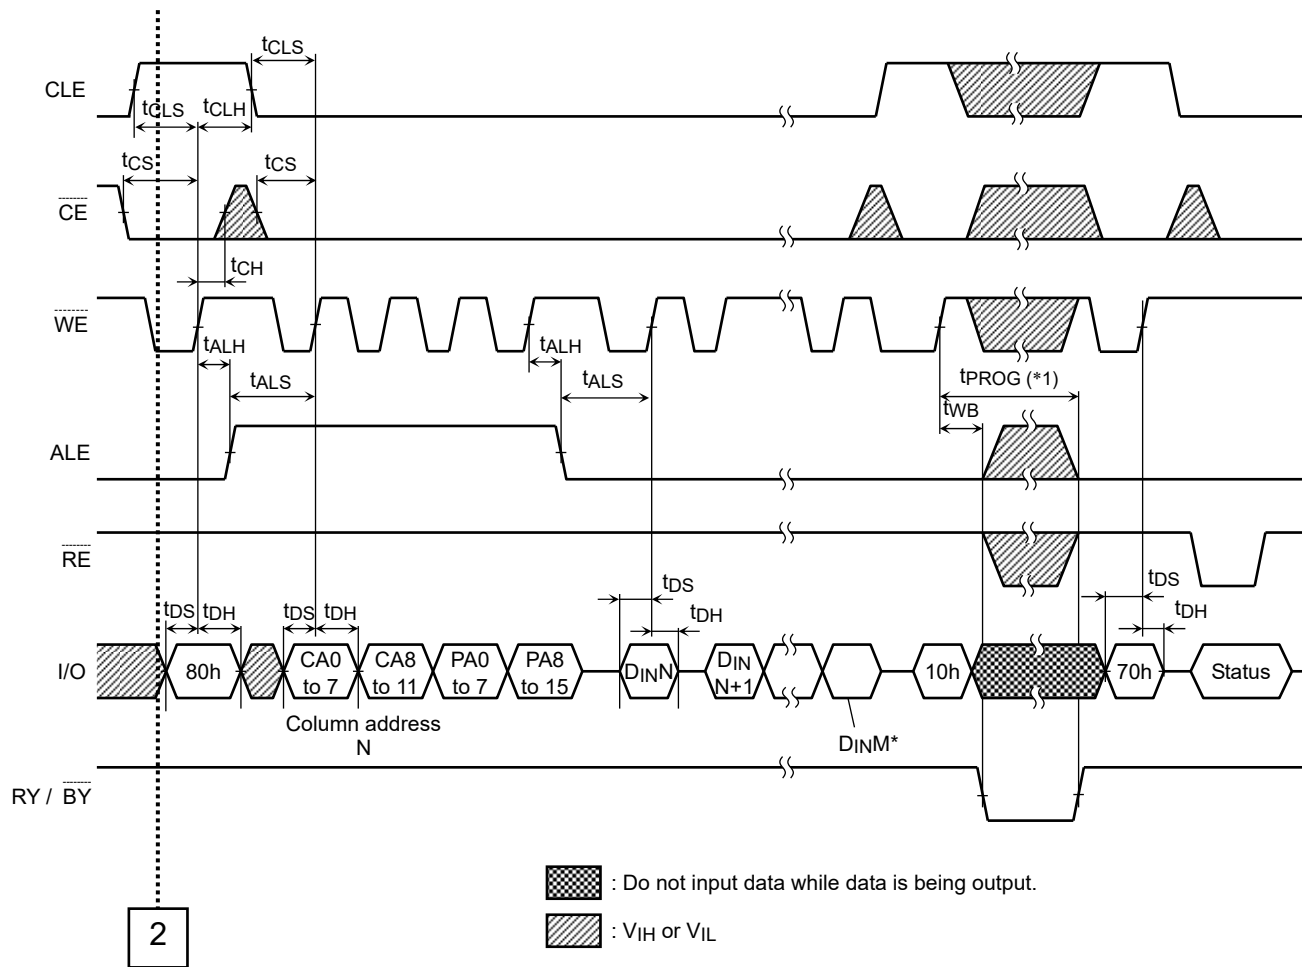 tCLS
CLE
tCLS tCLH
tCS tCS
CE
tCH
WE
tALH tALH
tALS tALS tPROG (*1)
tWB
ALE
RE
tDS tDH tDS tDH tDS tDH tDS tDH
I/O 80h CA0 to 7 CA8 to 11 PA0 to 7 PA8 to 15 DINN DIN N+1 10h 70h Status
Column address
N
DINM*
RY / BY
: Do not input data while data is being output.
2
: VIH or VIL